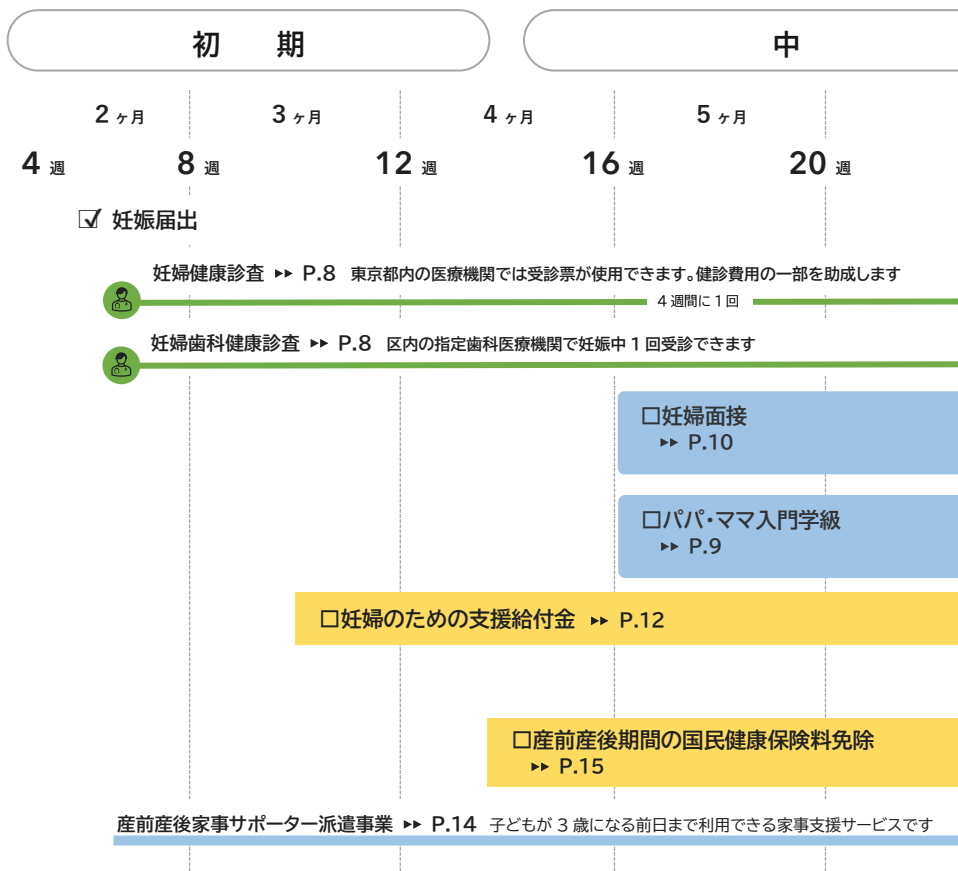 初　期
中
2 ヶ月
3 ヶ月
4 ヶ月
5 ヶ月
4 週
8 週
12 週
16 週
20 週
☑ 妊娠届出
妊婦健康診査 ▸▸ P.8 東京都内の医療機関では受診票が使用できます。健診費用の一部を助成します
4週間に1回
妊婦歯科健康診査 ▸▸ P.8 区内の指定歯科医療機関で妊娠中1回受診できます
□妊婦面接
▸▸ P.10
□パパ・ママ入門学級
▸▸ P.9
□妊婦のための支援給付金 ▸▸ P.12
□産前産後期間の国民健康保険料免除
▸▸ P.15
産前産後家事サポーター派遣事業 ▸▸ P.14 子どもが3歳になる前日まで利用できる家事支援サービスです